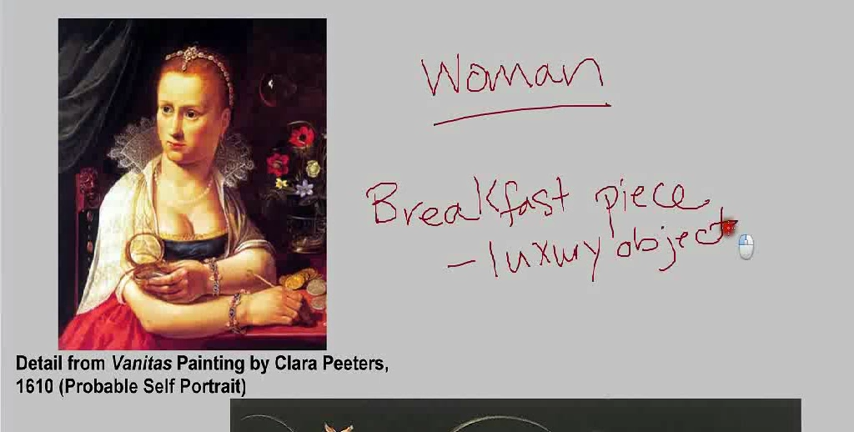 Woman
Breakfast piece
- luxury object
Detail from Vanitas Painting by Clara Peeters,
1610 (Probable Self Portrait)